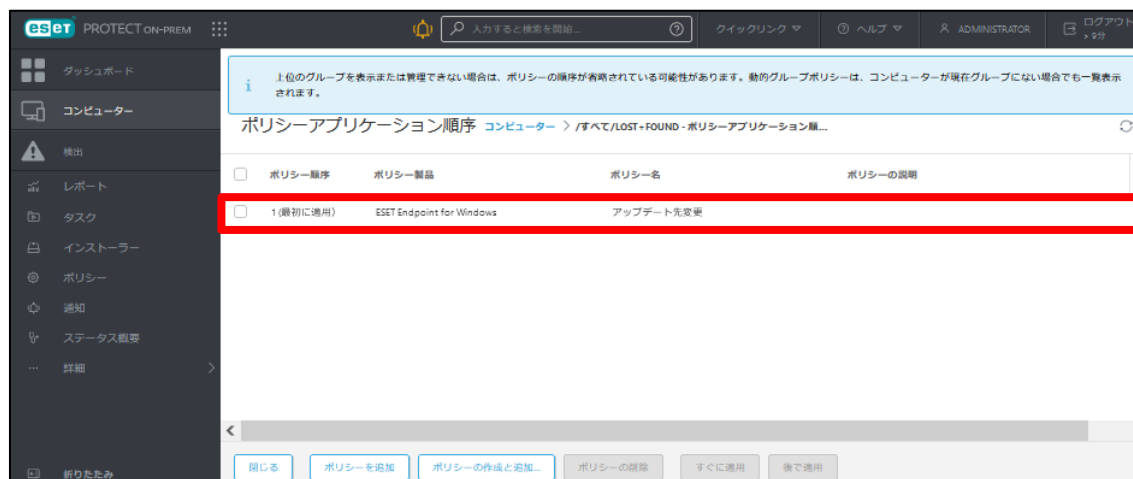 eset PROTECT ON-PREM
入力すると検索を開始...
クイックリンク
ヘルプ
ADMINISTRATOR
ログアウト
> 9分
ダッシュボード
コンピューター
検出
レポート
タスク
インストーラー
ポリシー
通知
ステータス概要
詳細
折りたたみ
上位のグループを表示または管理できない場合は、ポリシーの順序が省略されている可能性があります。動的グループポリシーは、コンピューターが現在グループにない場合でも一覧表示
されます。
ポリシーアプリケーション順序 コンピューター > /すべて/LOST+FOUND - ポリシーアプリケーション順...
ポリシー順序 ポリシー製品 ポリシー名 ポリシーの説明
1 (最初に適用) ESET Endpoint for Windows アップデート先変更
閉じる ポリシーを追加 ポリシーの作成と追加... ポリシーの削除 すぐに適用 後で適用